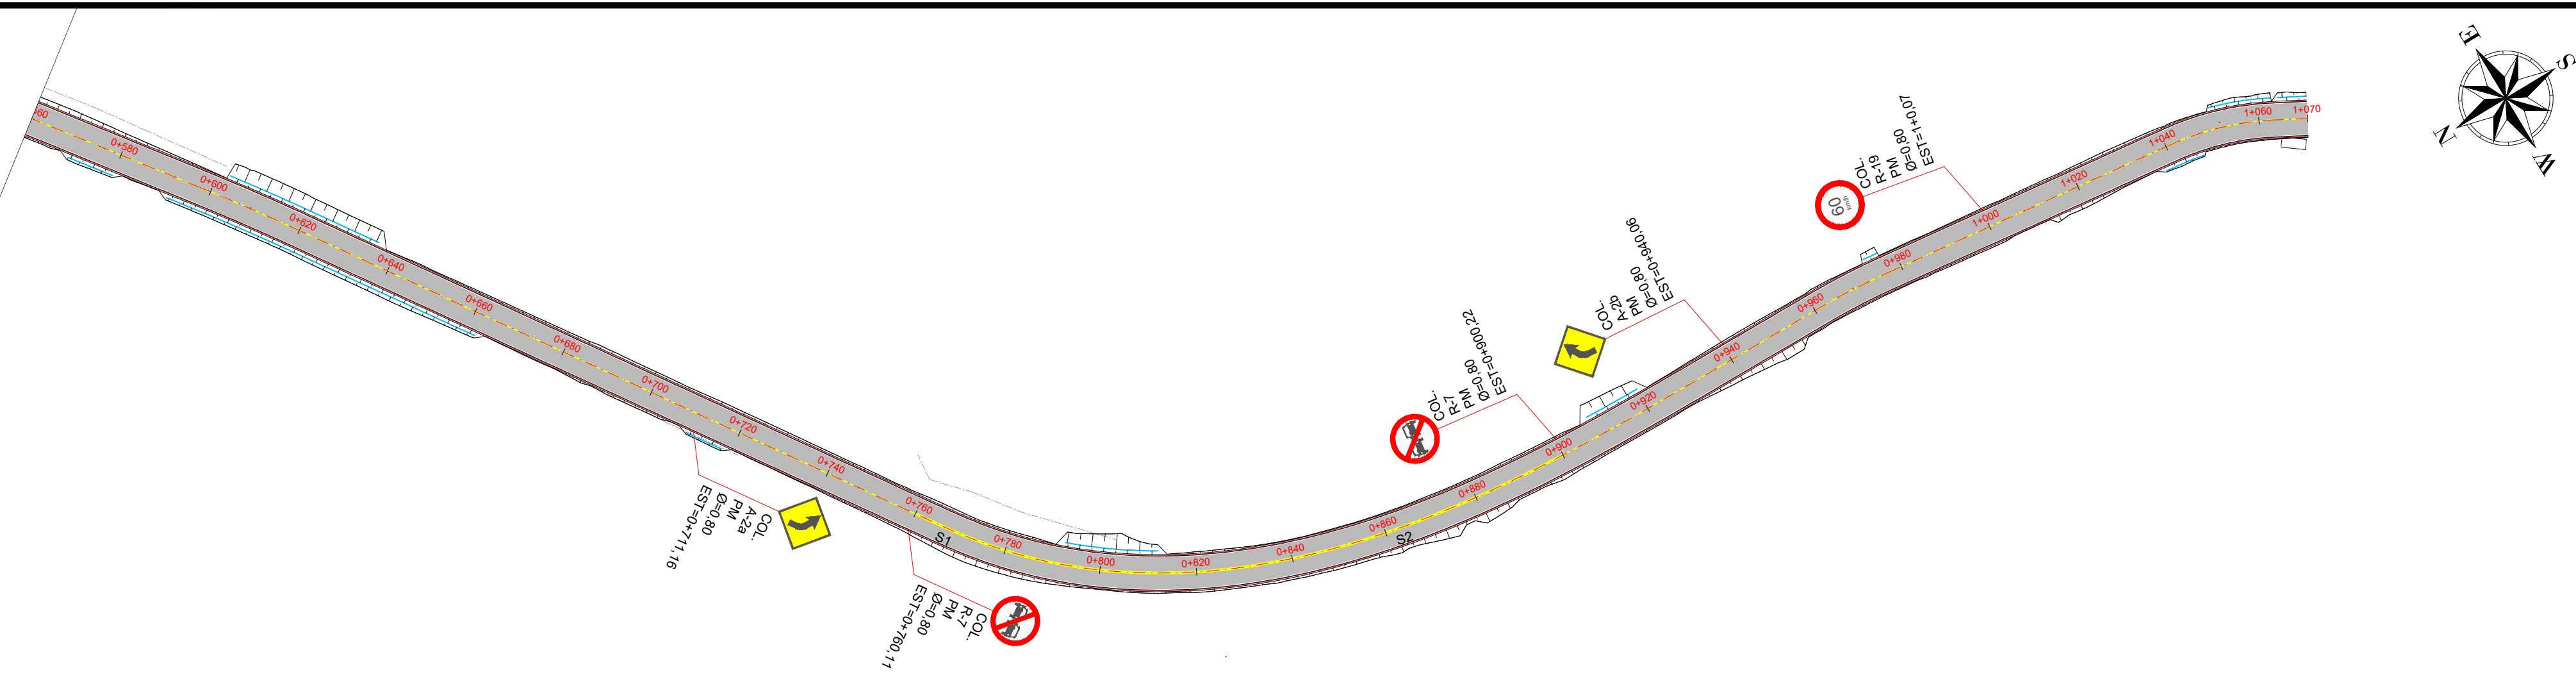 -60
0+580
0+600
0+620
0+640
0+660
0+680
0+700
0+720
0+740
0+760
0+780
0+800
0+820
0+840
0+860
0+880
0+900
0+920
0+940
0+960
0+980
1+000
1+020
1+040
1+060
1+070
S1
S2
COL.
A-2a
PM
Ø=0,80
EST=0+711,16
COL.
R-7
PM
Ø=0,80
EST=0+760,11
COL.
R-7
PM
Ø=0,80
EST=0+900,22
COL.
A-2b
PM
Ø=0,80
EST=0+940,06
COL.
R-19
PM
Ø=0,80
EST=1+1,07
60
km/h
E
S
N
W